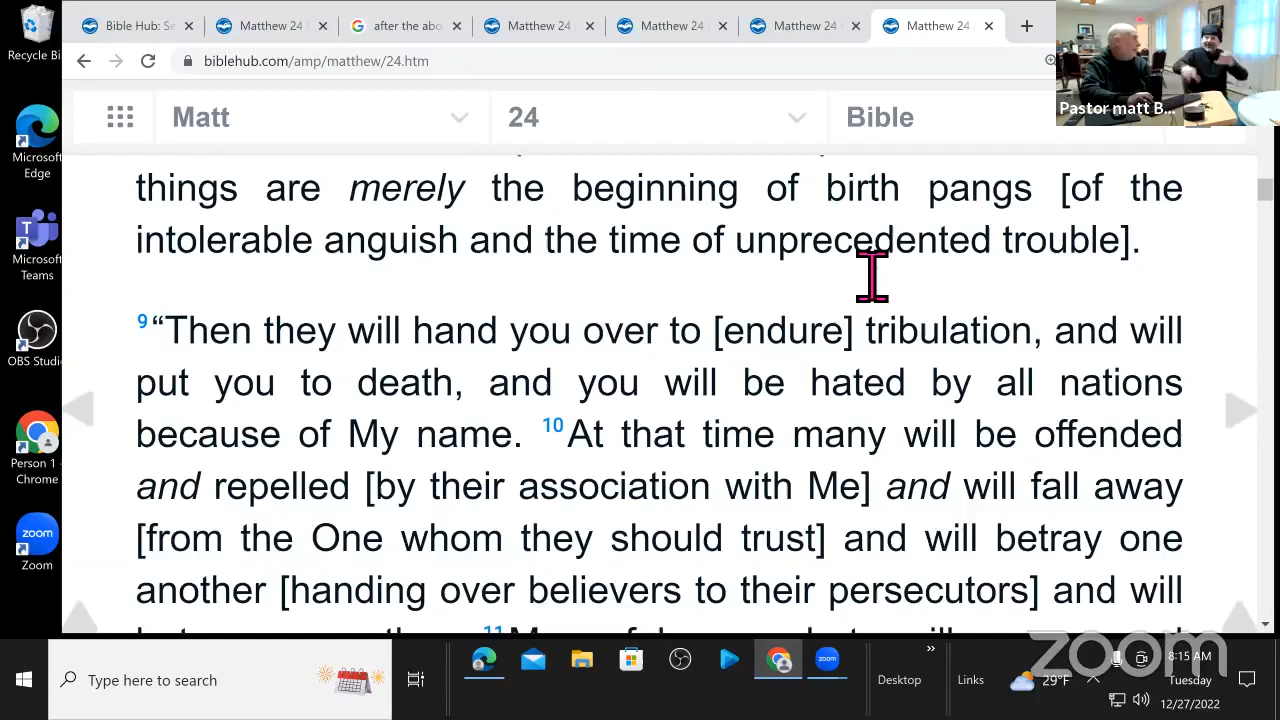 Recycle Bi
Bible Hub: Se
Matthew 24
after the abo
Matthew 24
Matthew 24
Matthew 24
Matthew 24
biblehub.com/amp/matthew/24.htm
Pastor matt B...
Matt
24
Bible
Microsoft
Edge
Microsoft
Teams
OBS Studi
Person 1 -
Chrome
zoom
Zoom
things are merely the beginning of birth pangs [of the
intolerable anguish and the time of unprecedented trouble].
9 “Then they will hand you over to [endure] tribulation, and will
put you to death, and you will be hated by all nations
because of My name. 10 At that time many will be offended
and repelled [by their association with Me] and will fall away
[from the One whom they should trust] and will betray one
another [handing over believers to their persecutors] and will
11
zoom
Type here to search
zoom
Desktop
Links
29°F
8:15 AM
Tuesday
12/27/2022